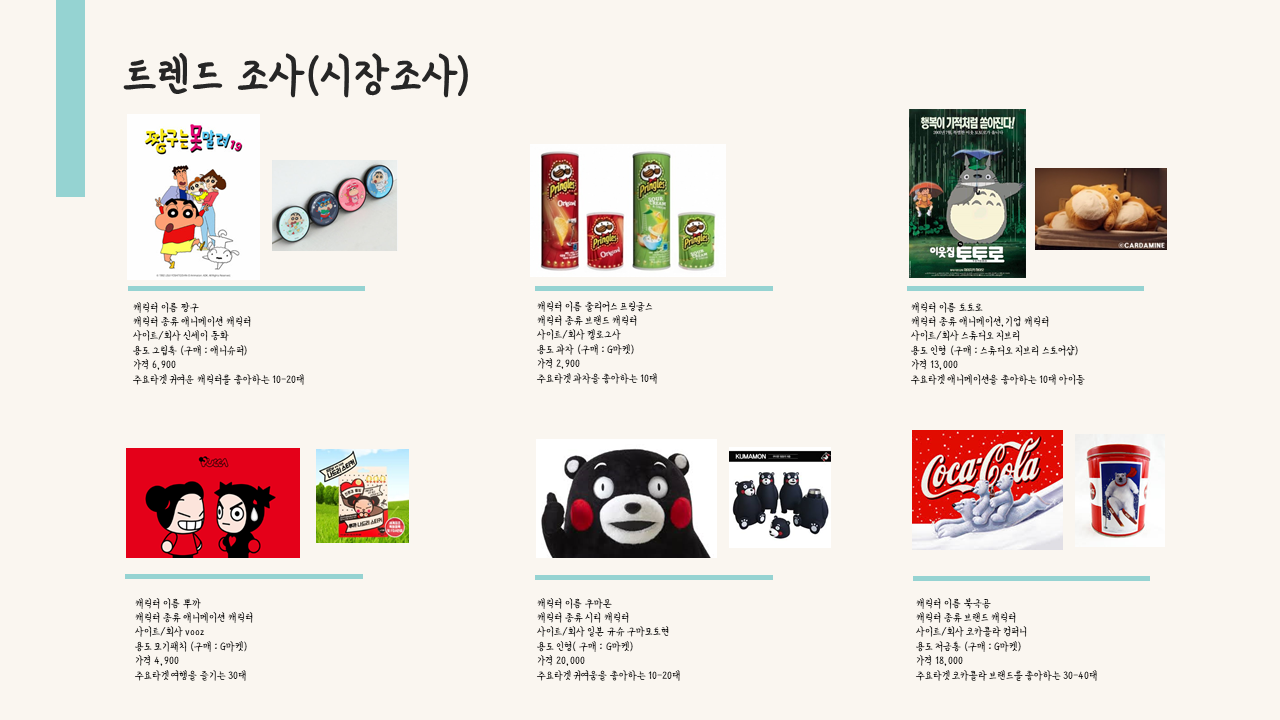 트렌드 조사(시장조사)
짱구는못말려19
Pringles
Original
Pringles
Original
Pringles
SOUR CREAM
Pringles
행복이 기적처럼 쏟아진다!
이웃집 토토로
©CARDAMINE
캐릭터 이름 짱구
캐릭터 종류 애니메이션 캐릭터
사이트/회사 신세이 동화
용도 그립톡 (구매 : 애니슈퍼)
가격 6,900
주요타겟 귀여운 캐릭터를 좋아하는 10-20대
캐릭터 이름 줄리어스 프링글스
캐릭터 종류 브랜드 캐릭터
사이트/회사 켈로그사
용도 과자 (구매 : G마켓)
가격 2,900
주요타겟 과자을 좋아하는 10대
캐릭터 이름 토토로
캐릭터 종류 애니메이션,기업 캐릭터
사이트/회사 스튜디오 지브리
용도 인형 (구매 : 스튜디오 지브리 스토어샵)
가격 13,000
주요타겟 애니메이션을 좋아하는 10대 아이들
PUCCA
KUMAMON
Coca-Cola
캐릭터 이름 뿌까
캐릭터 종류 애니메이션 캐릭터
사이트/회사 vooz
용도 모기패치 (구매 : G마켓)
가격 4,900
주요타겟 여행을 즐기는 30대
캐릭터 이름 쿠마몬
캐릭터 종류 시티 캐릭터
사이트/회사 일본 규슈 구마모토현
용도 인형( 구매 : G마켓)
가격 20,000
주요타겟 귀여움을 좋아하는 10-20대
캐릭터 이름 북극곰
캐릭터 종류 브랜드 캐릭터
사이트/회사 코카콜라 컴퍼니
용도 저금통 (구매 : G마켓)
가격 18,000
주요타겟 코카콜라 브랜드를 좋아하는 30-40대